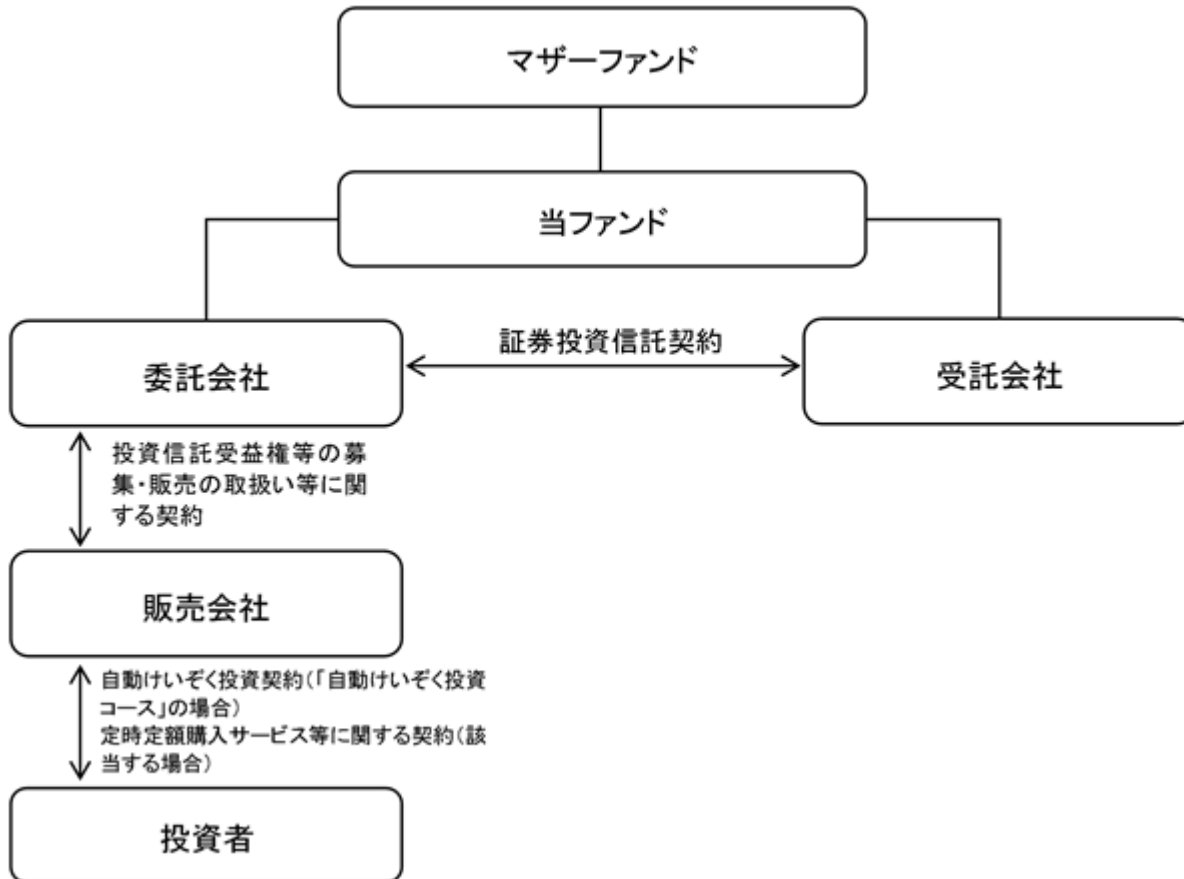 マザーファンド
当ファンド
証券投資信託契約
委託会社
受託会社
投資信託受益権等の募
集・販売の取扱い等に関
する契約
販売会社
自動けいぞく投資契約(「自動けいぞく投資
コース」の場合)
定時定額購入サービス等に関する契約(該
当する場合)
投資者